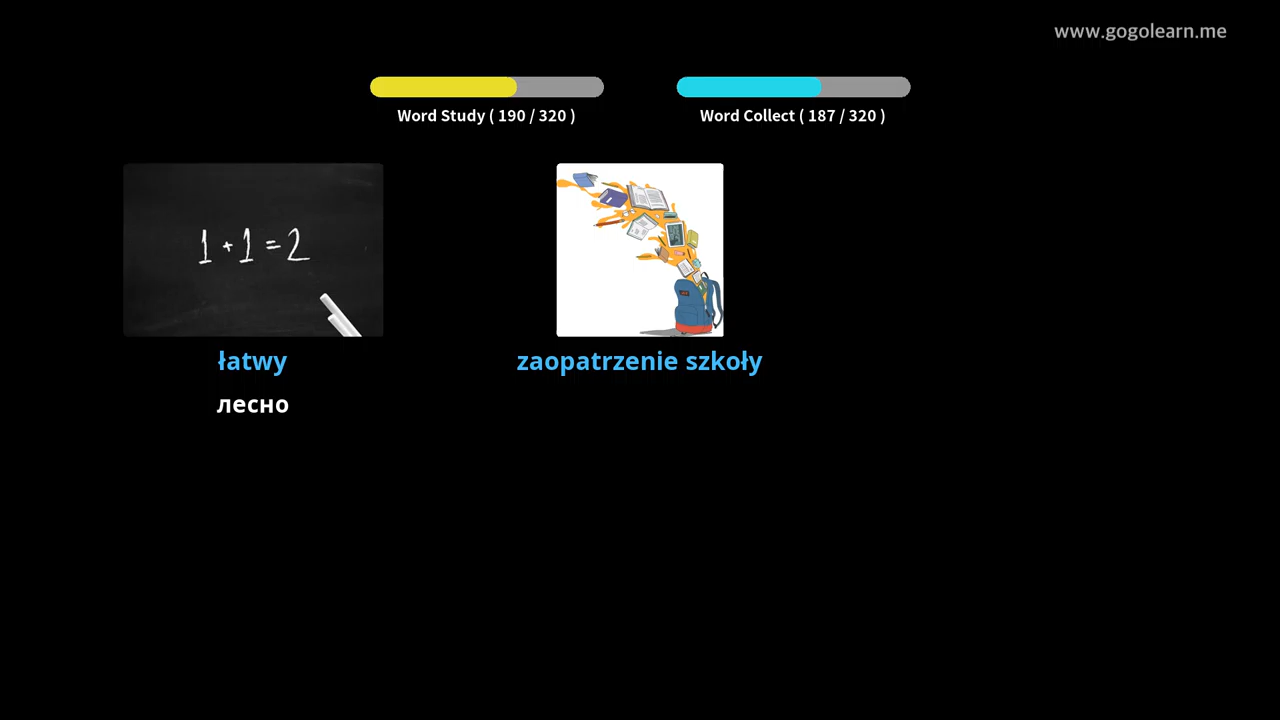 www.gogolearn.me
Word Study ( 190 / 320 )
Word Collect ( 187 / 320 )
1 + 1 = 2
łatwy
zaopatrzenie szkoły
лесно